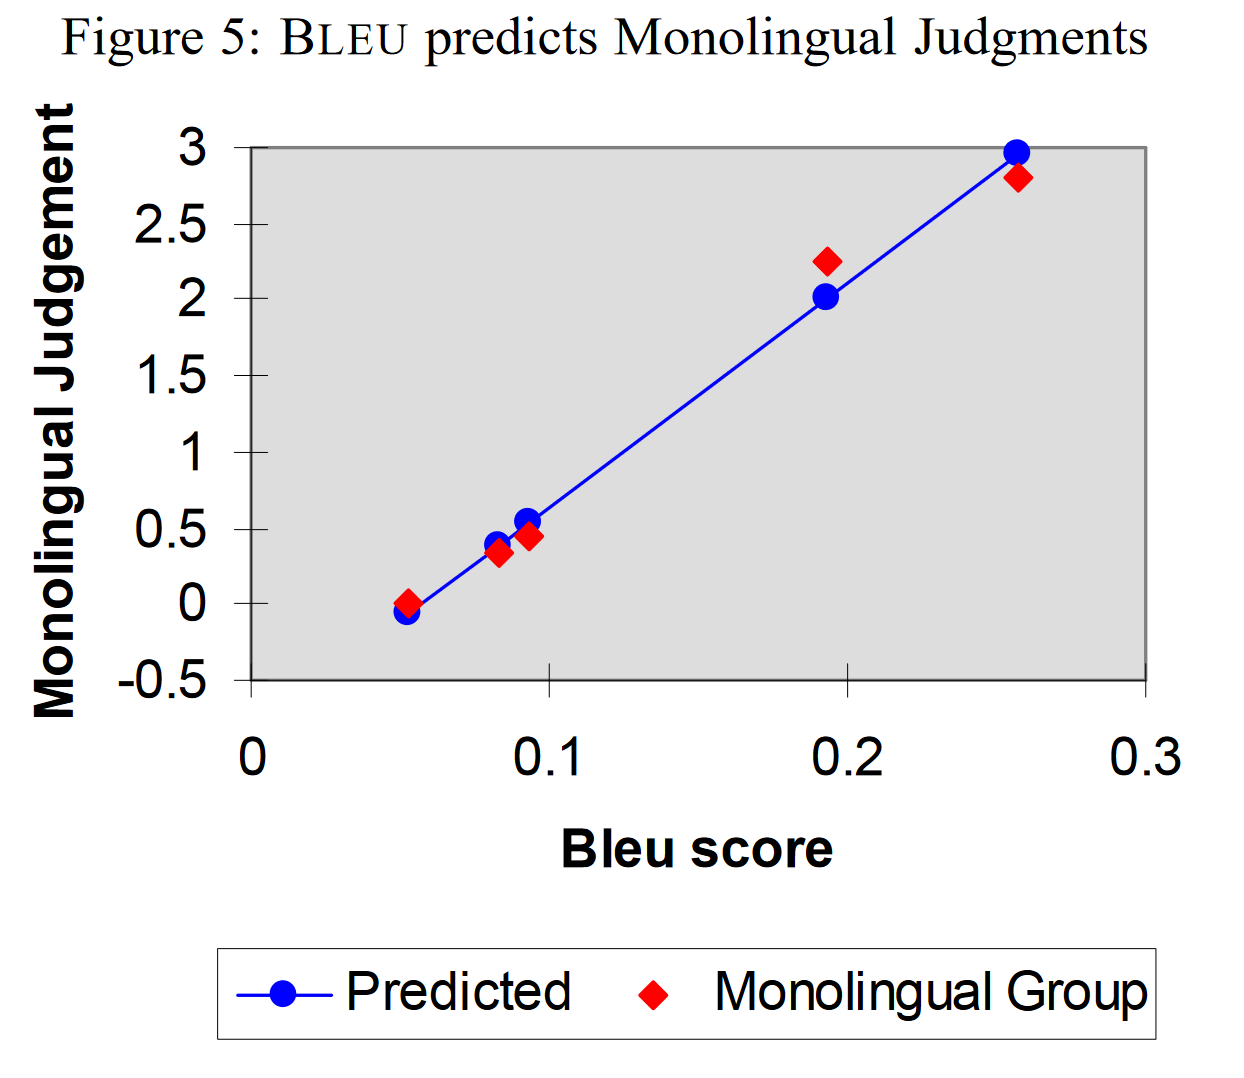 Figure 5: BLEU predicts Monolingual Judgments
Monolingual Judgement
3
2.5
2
1.5
1
0.5
0
-0.5
0 0.1 0.2 0.3
Bleu score
Predicted Monolingual Group